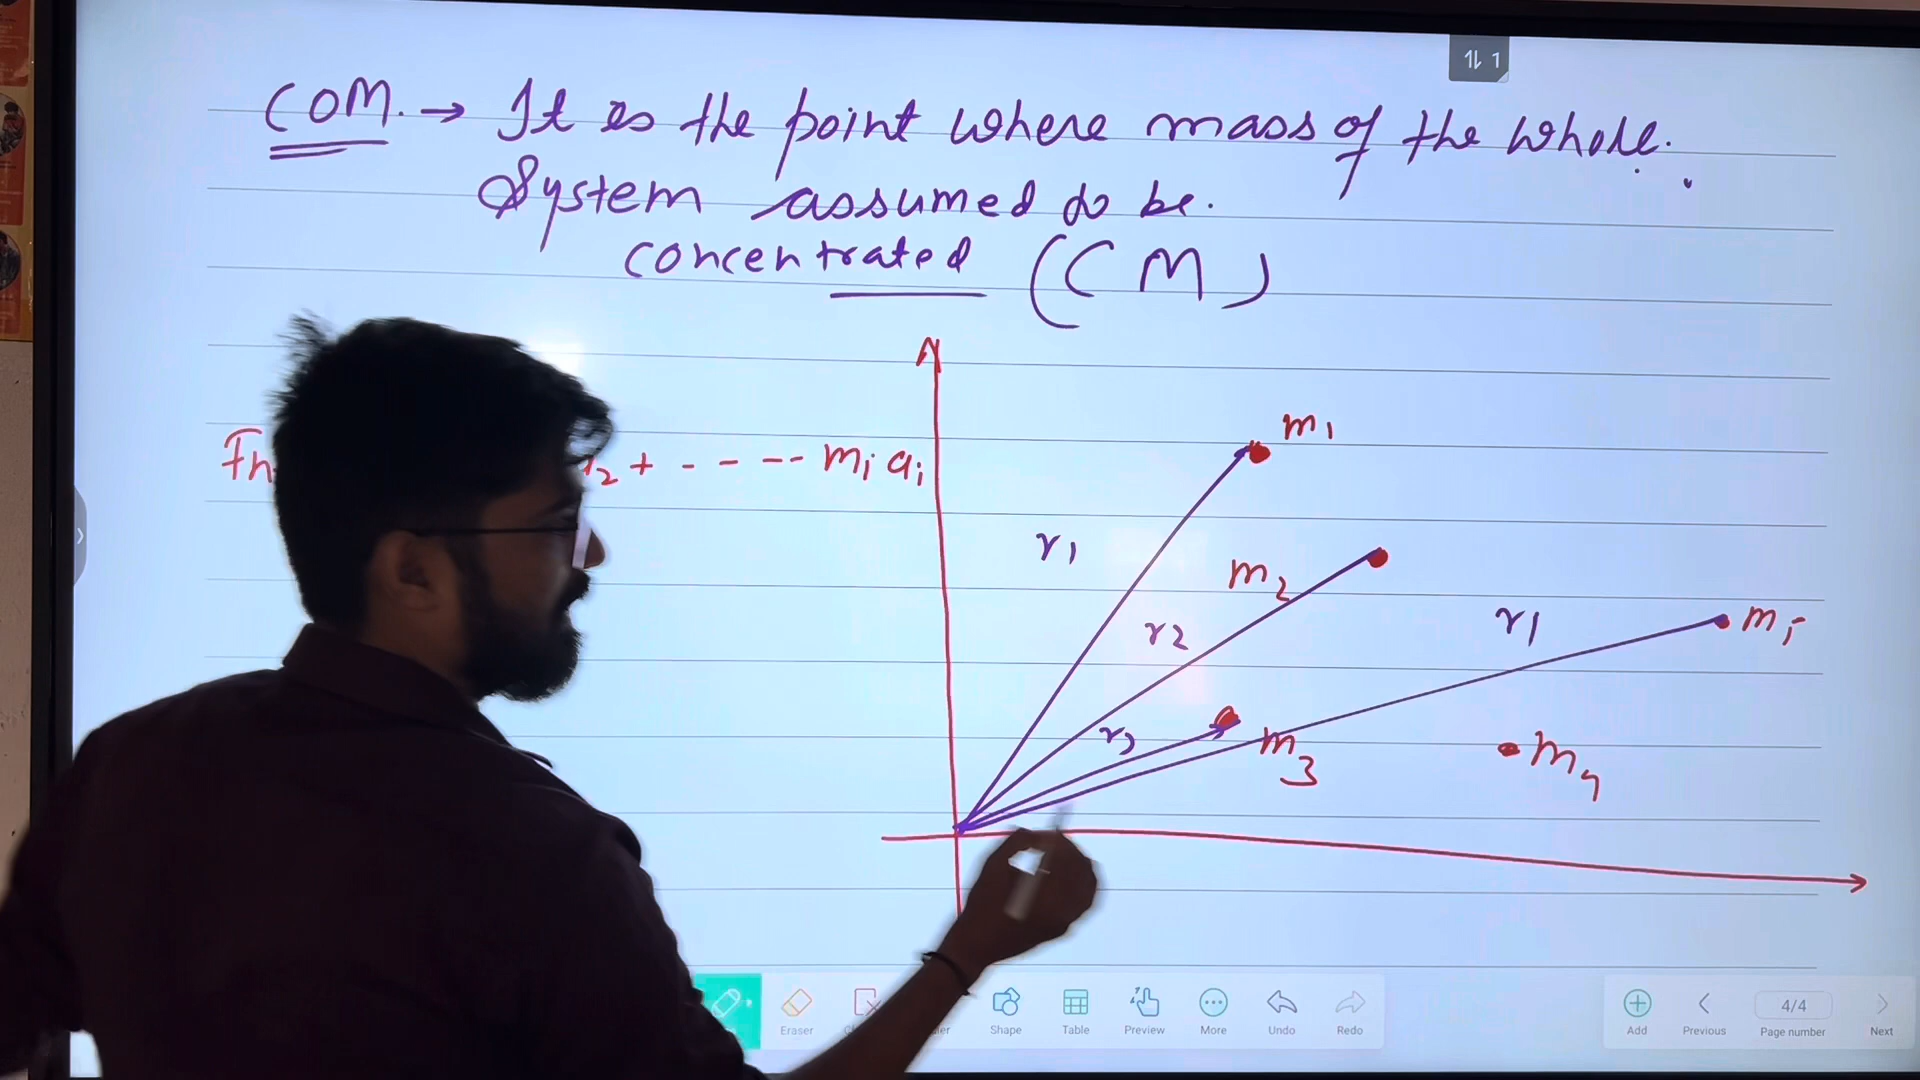 ⇅ 1
COM. → It is the point where mass of the whole.
System assumed to be.
concentrated (CM)
Fn 2 + - - - -- mi ai
m1
r1
m2
r2
r1 mi
r3 m3
m4
Eraser Shape Table Preview More Undo Redo
Add Previous 4/4 Page number Next